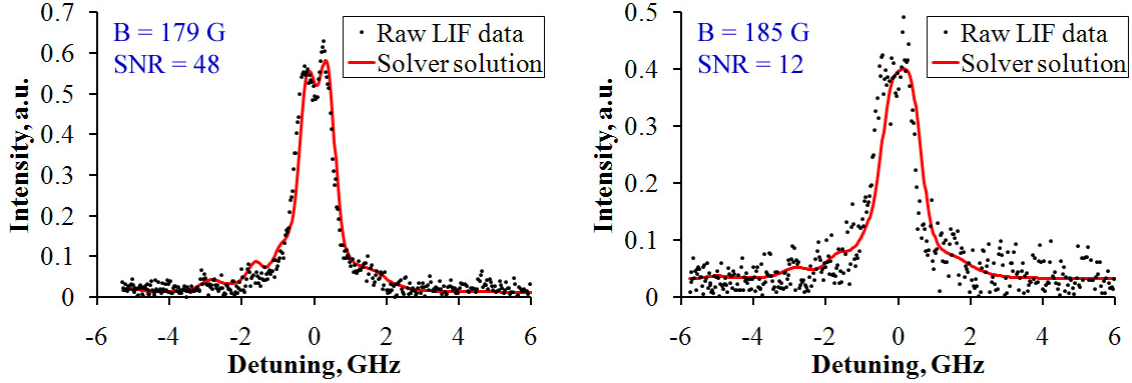 0.7
0.6
0.5
0.4
0.3
0.2
0.1
0
Intensity, a.u.
B = 179 G
SNR = 48
Raw LIF data
Solver solution
-6
-4
-2
0
2
4
6
Detuning, GHz
0.5
0.4
0.3
0.2
0.1
0
Intensity, a.u.
B = 185 G
SNR = 12
Raw LIF data
Solver solution
-6
-4
-2
0
2
4
6
Detuning, GHz